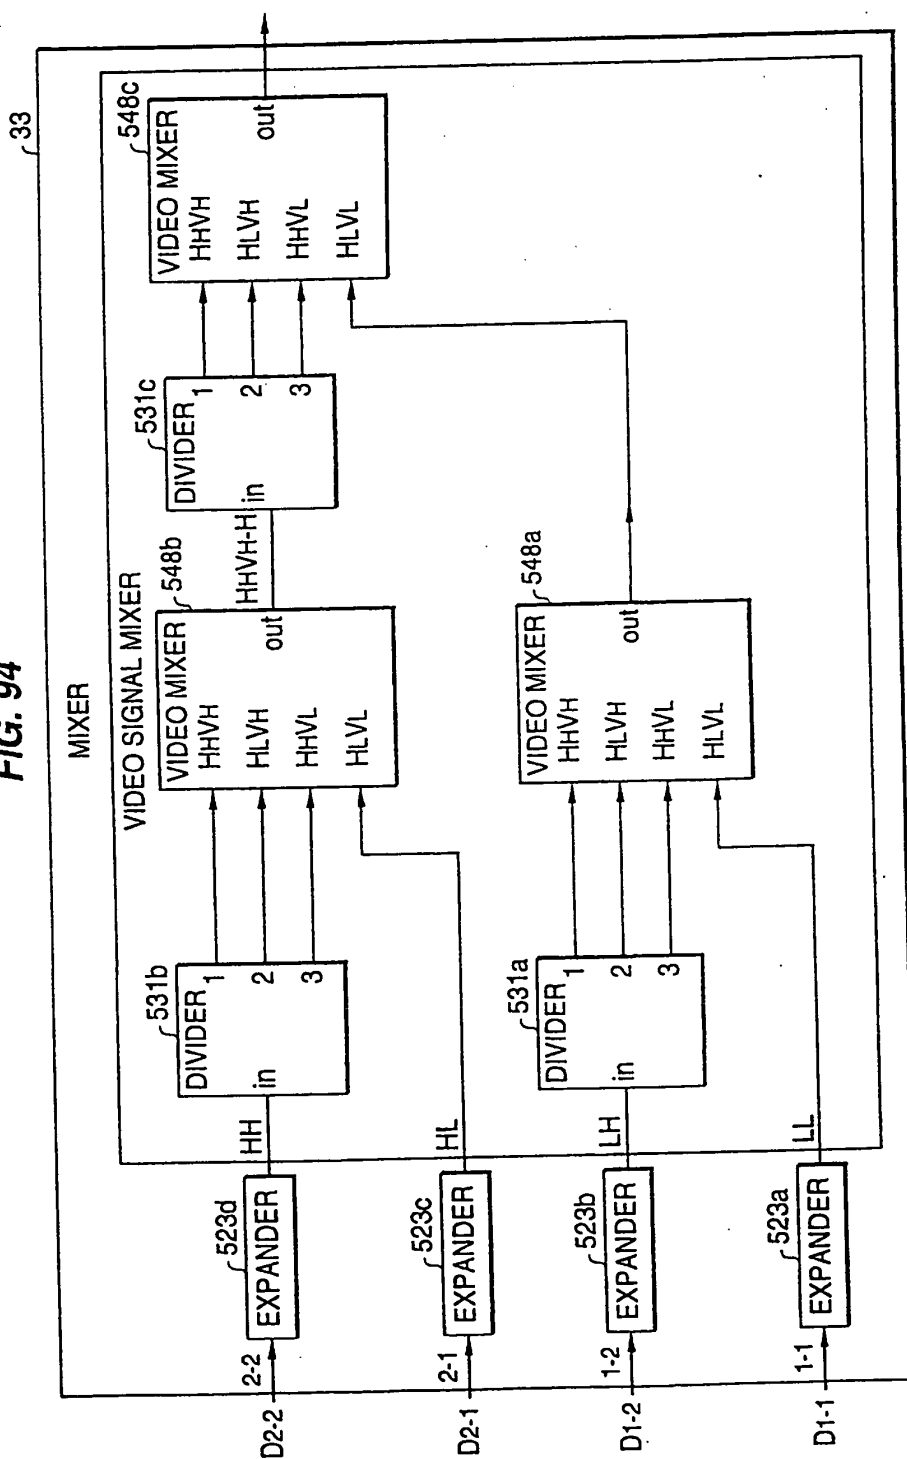 FIG. 94
33
MIXER
VIDEO SIGNAL MIXER
D2-2
2-2
523d
EXPANDER
HH
531b
DIVIDER
in
1
2
3
548b
VIDEO MIXER
HHVH
HLVH
HHVL
HLVL
out
HHVH-H
531c
DIVIDER
in
1
2
3
548c
VIDEO MIXER
HHVH
HLVH
HHVL
HLVL
out
D2-1
2-1
523c
EXPANDER
HL
D1-2
1-2
523b
EXPANDER
LH
531a
DIVIDER
in
1
2
3
548a
VIDEO MIXER
HHVH
HLVH
HHVL
HLVL
out
D1-1
1-1
523a
EXPANDER
LL